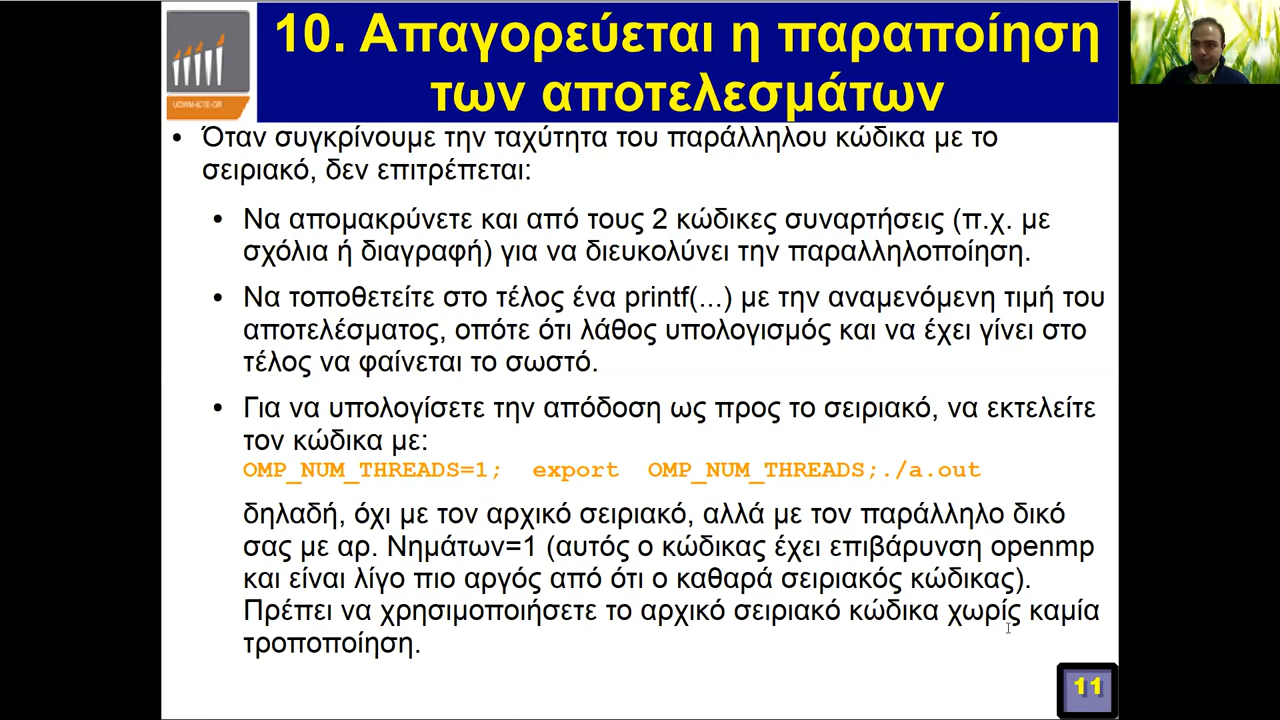 10. Απαγορεύεται η παραποίηση
των αποτελεσμάτων
UOWM-ICTE-GR
• Όταν συγκρίνουμε την ταχύτητα του παράλληλου κώδικα με το
σειριακό, δεν επιτρέπεται:
• Να απομακρύνετε και από τους 2 κώδικες συναρτήσεις (π.χ. με
σχόλια ή διαγραφή) για να διευκολύνει την παραλληλοποίηση.
• Να τοποθετείτε στο τέλος ένα printf(...) με την αναμενόμενη τιμή του
αποτελέσματος, οπότε ότι λάθος υπολογισμός και να έχει γίνει στο
τέλος να φαίνεται το σωστό.
• Για να υπολογίσετε την απόδοση ως προς το σειριακό, να εκτελείτε
τον κώδικα με:
OMP_NUM_THREADS=1; export OMP_NUM_THREADS;./a.out
δηλαδή, όχι με τον αρχικό σειριακό, αλλά με τον παράλληλο δικό
σας με αρ. Νημάτων=1 (αυτός ο κώδικας έχει επιβάρυνση openmp
και είναι λίγο πιο αργός από ότι ο καθαρά σειριακός κώδικας).
Πρέπει να χρησιμοποιήσετε το αρχικό σειριακό κώδικα χωρίς καμία
τροποποίηση.
11